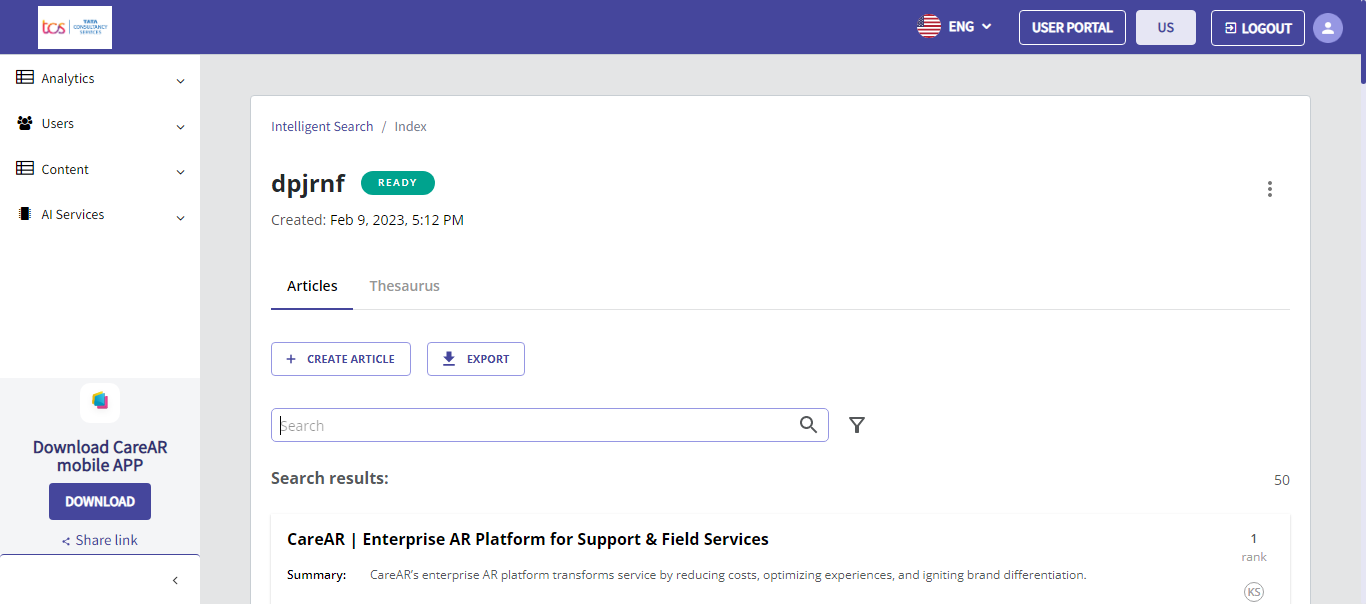 tcs TATA CONSULTANCY SERVICES
ENG
USER PORTAL
US
LOGOUT
Analytics
Users
Content
AI Services
Download CareAR
mobile APP
DOWNLOAD
Share link
Intelligent Search / Index
dpjrnf READY
Created: Feb 9, 2023, 5:12 PM
Articles Thesaurus
+ CREATE ARTICLE EXPORT
Search
Search results: 50
CareAR | Enterprise AR Platform for Support & Field Services 1
rank
Summary: CareAR’s enterprise AR platform transforms service by reducing costs, optimizing experiences, and igniting brand differentiation.
KS